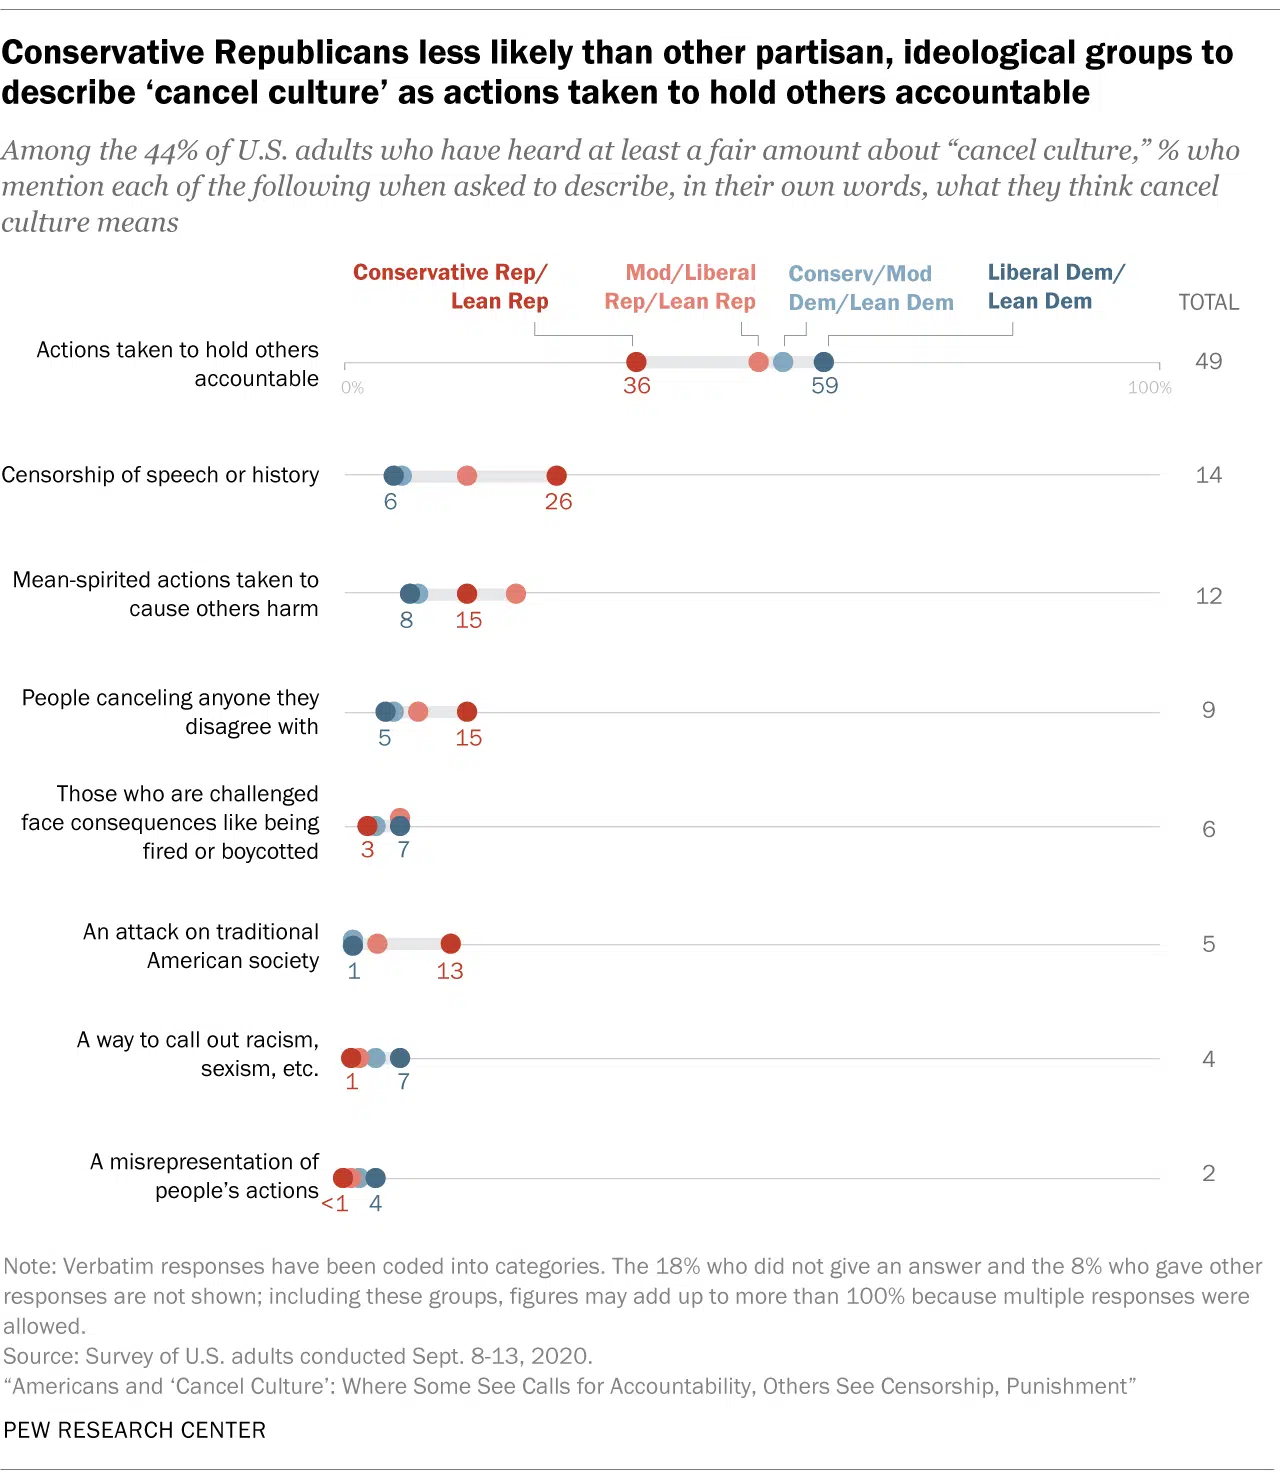 Conservative Republicans less likely than other partisan, ideological groups to
describe ‘cancel culture’ as actions taken to hold others accountable
Among the 44% of U.S. adults who have heard at least a fair amount about “cancel culture,” % who
mention each of the following when asked to describe, in their own words, what they think cancel
culture means
Conservative Rep/
Lean Rep
Mod/Liberal
Rep/Lean Rep
Conserv/Mod
Dem/Lean Dem
Liberal Dem/
Lean Dem
TOTAL
Actions taken to hold others
accountable
0%
36
59
100%
49
Censorship of speech or history
6
26
14
Mean-spirited actions taken to
cause others harm
8
15
12
People canceling anyone they
disagree with
5
15
9
Those who are challenged
face consequences like being
fired or boycotted
3
7
6
An attack on traditional
American society
1
13
5
A way to call out racism,
sexism, etc.
1
7
4
A misrepresentation of
people’s actions
<1
4
2
Note: Verbatim responses have been coded into categories. The 18% who did not give an answer and the 8% who gave other
responses are not shown; including these groups, figures may add up to more than 100% because multiple responses were
allowed.
Source: Survey of U.S. adults conducted Sept. 8-13, 2020.
“Americans and ‘Cancel Culture’: Where Some See Calls for Accountability, Others See Censorship, Punishment”
PEW RESEARCH CENTER